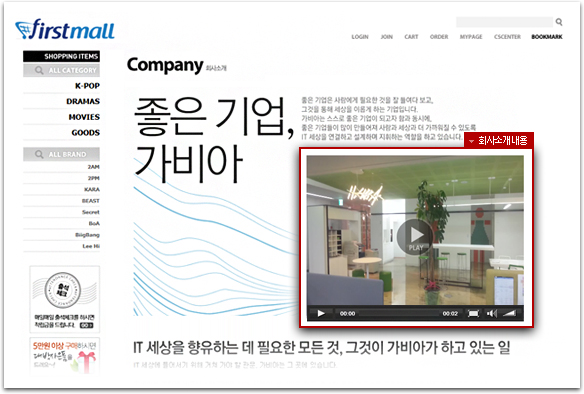 firstmall
LOGIN JOIN CART ORDER MYPAGE CSCENTER BOOKMARK
SHOPPING ITEMS
ALL CATEGORY
K-POP
DRAMAS
MOVIES
GOODS
ALL BRAND
2AM
2PM
KARA
BEAST
Secret
BoA
BiigBang
Lee Hi
출석
체크
매일매일 출석체크를 하시면
적립금을 드립니다. GO
5만원 이상 구매하시면
Company 회사소개
좋은 기업,
가비아
좋은 기업은 사람에게 필요한 것을 잘 들여다 보고,
그것을 통해 세상을 이롭게 하는 기업입니다.
가비아는 스스로 좋은 기업이 되고자 함과 동시에,
좋은 기업들이 많이 만들어져 사람과 세상과 더 가까워질 수 있도록
IT 세상을 연결하고 설계하며 지휘하는 역할을 하고 있습니다.
회사소개 내용
PLAY
00:00 00:02
IT 세상을 향유하는 데 필요한 모든 것, 그것이 가비아가 하고 있는 일